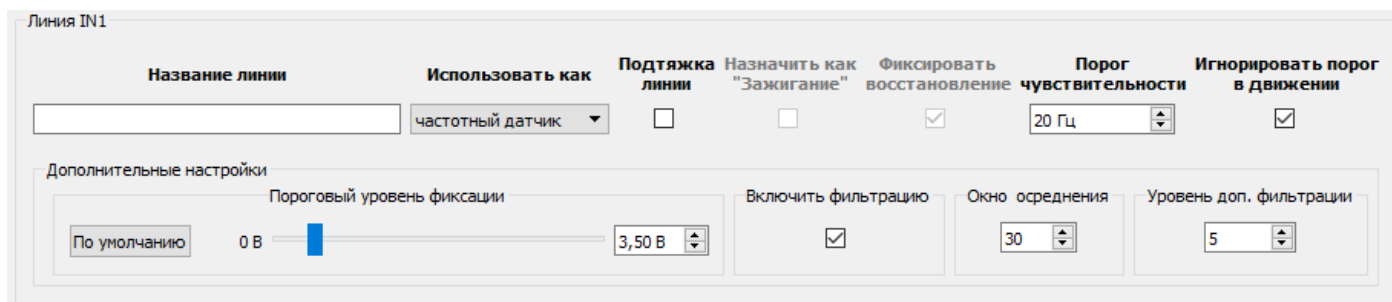 Линия IN1
Название линии
Использовать как
Подтяжка
линии
Назначить как
"Зажигание"
Фиксировать
восстановление
Порог
чувствительности
Игнорировать порог
в движении
частотный датчик
20 Гц
Дополнительные настройки
Пороговый уровень фиксации
Включить фильтрацию
Окно осреднения
Уровень доп. фильтрации
По умолчанию
0 В
3,50 В
30
5